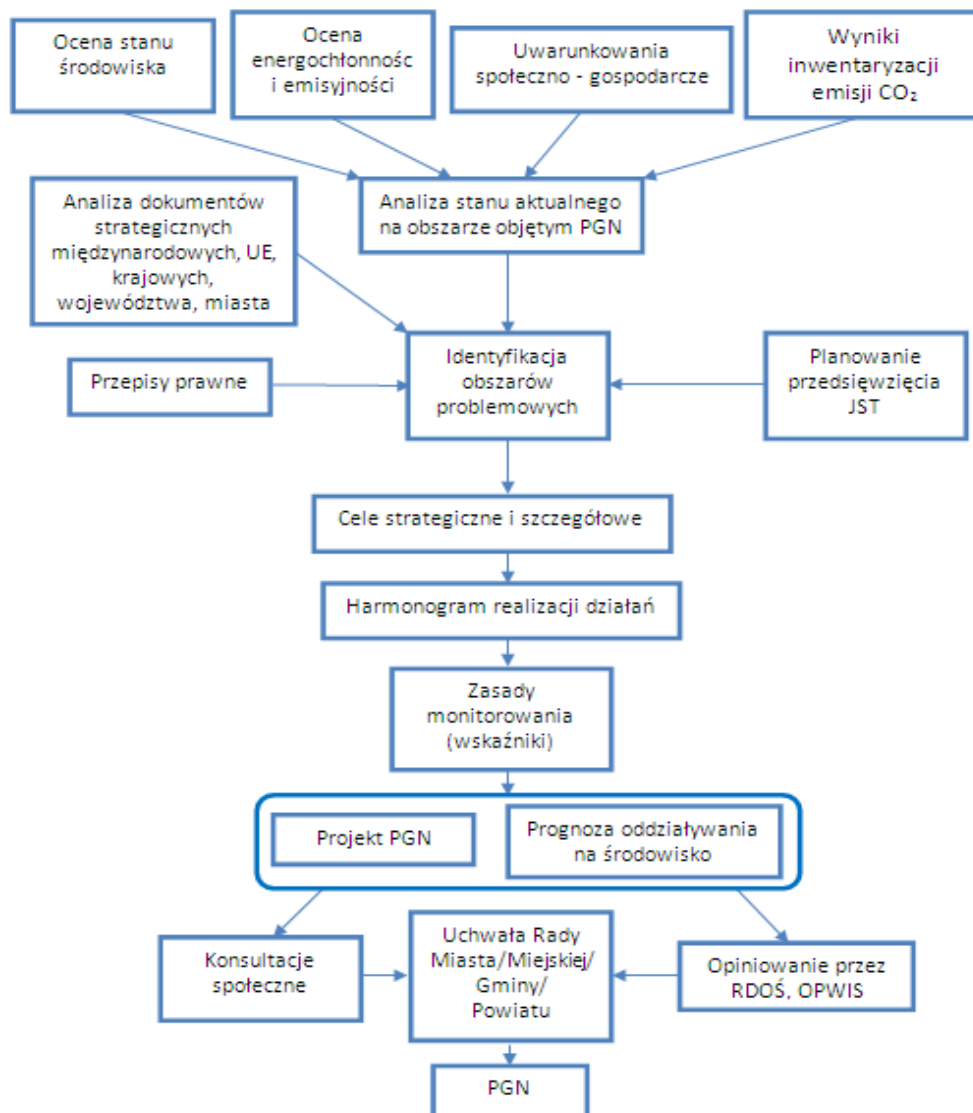 Ocena stanu
środowiska
Ocena
energochłonnośc
i emisyjności
Uwarunkowania
społeczno - gospodarcze
Wyniki
inwentaryzacji
emisji CO₂
Analiza dokumentów
strategicznych
międzynarodowych, UE,
krajowych,
województwa, miasta
Analiza stanu aktualnego
na obszarze objętym PGN
Przepisy prawne
Identyfikacja
obszarów
problemowych
Planowanie
przedsięwzięcia
JST
Cele strategiczne i szczegółowe
Harmonogram realizacji działań
Zasady
monitorowania
(wskaźniki)
Projekt PGN
Prognoza oddziaływania
na środowisko
Konsultacje
społeczne
Uchwała Rady
Miasta/Miejskiej/
Gminy/
Powiatu
Opiniowanie przez
RDOŚ, OPWIS
PGN